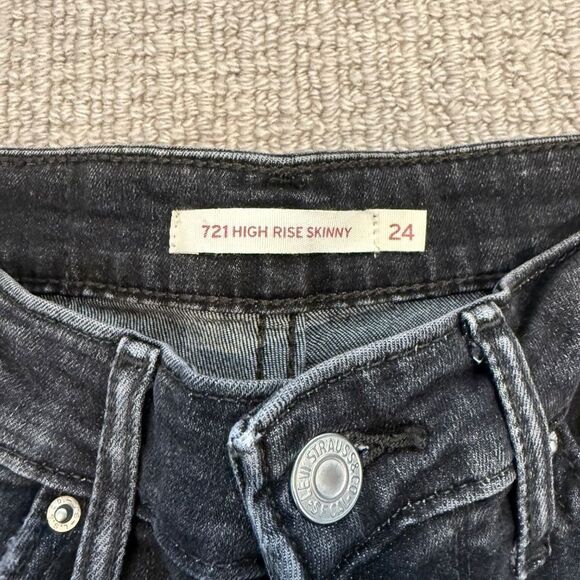 721 HIGH RISE SKINNY 24
LEVI STRAUSS & CO.
S.F. CAL